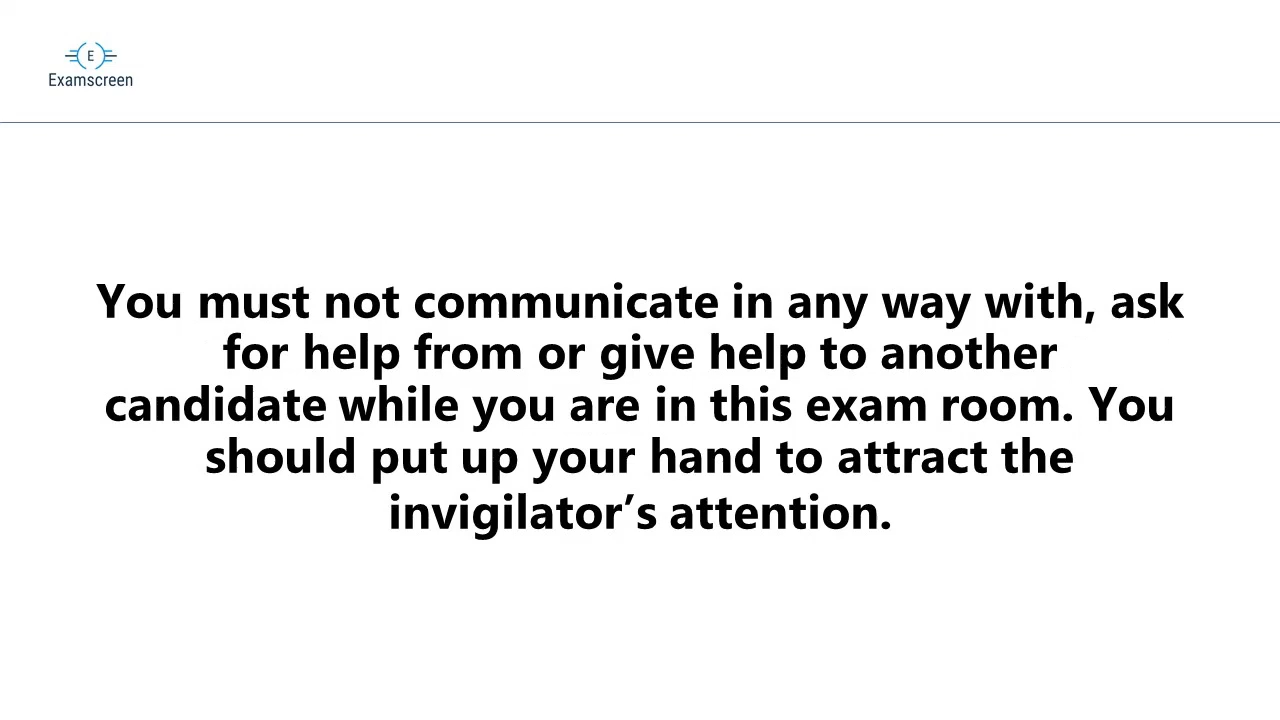 E
Examscreen
You must not communicate in any way with, ask
for help from or give help to another
candidate while you are in this exam room. You
should put up your hand to attract the
invigilator’s attention.